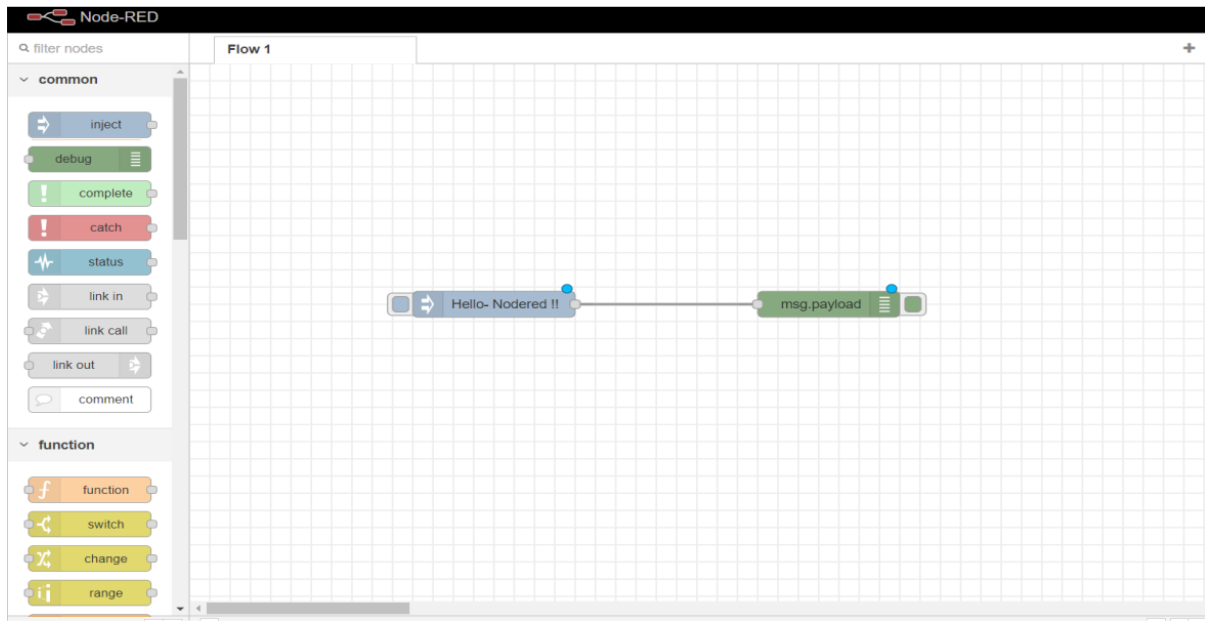 Node-RED
filter nodes
Flow 1
common
inject
debug
complete
catch
status
link in
link call
link out
comment
function
function
switch
change
range
Hello- Nodered !!
msg.payload